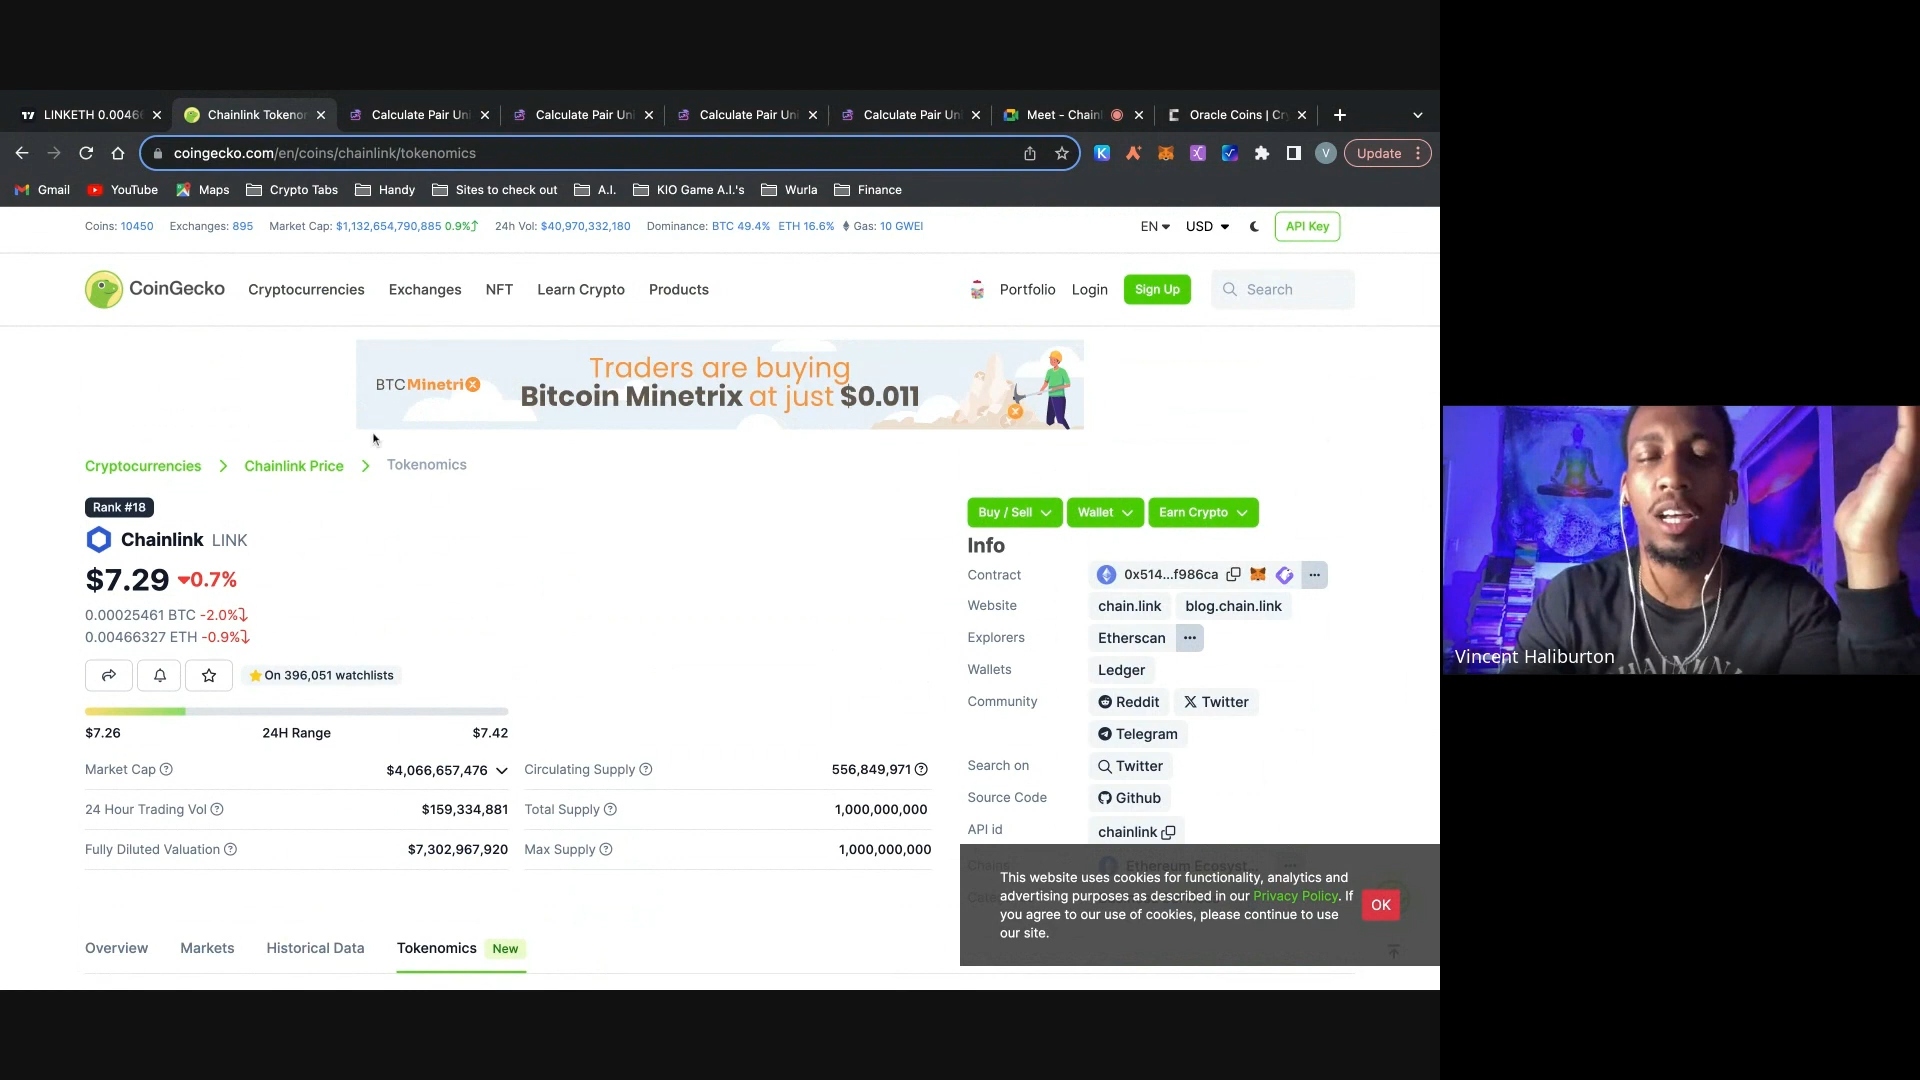 LINKETH 0.0046
Chainlink Tokenor
Calculate Pair Un
Calculate Pair Un
Calculate Pair Un
Calculate Pair Un
Meet - Chain
Oracle Coins | Cr
coingecko.com/en/coins/chainlink/tokenomics
V
Update
Gmail
YouTube
Maps
Crypto Tabs
Handy
Sites to check out
A.I.
KIO Game A.I.'s
Wurla
Finance
Coins: 10450 Exchanges: 895 Market Cap: $1,132,654,790,885 0.9% 24h Vol: $40,970,332,180 Dominance: BTC 49.4% ETH 16.6% Gas: 10 GWEI
EN USD API Key
CoinGecko Cryptocurrencies Exchanges NFT Learn Crypto Products
Portfolio Login Sign Up Search
Traders are buying
BTC Minetrix
Bitcoin Minetrix at just $0.011
Cryptocurrencies > Chainlink Price > Tokenomics
Rank #18
Chainlink LINK
$7.29 0.7%
0.00025461 BTC -2.0%
0.00466327 ETH -0.9%
On 396,051 watchlists
$7.26 24H Range $7.42
Market Cap $4,066,657,476
24 Hour Trading Vol $159,334,881
Fully Diluted Valuation $7,302,967,920
Circulating Supply 556,849,971
Total Supply 1,000,000,000
Max Supply 1,000,000,000
Buy / Sell Wallet Earn Crypto
Info
Contract 0x514...f986ca
Website chain.link blog.chain.link
Explorers Etherscan
Wallets Ledger
Community Reddit Twitter
Telegram
Search on Twitter
Source Code Github
API id chainlink
Chains Ethereum Ecosyst...
This website uses cookies for functionality, analytics and
advertising purposes as described in our Privacy Policy. If
you agree to our use of cookies, please continue to use
our site.
OK
Overview Markets Historical Data Tokenomics New
Vincent Haliburton